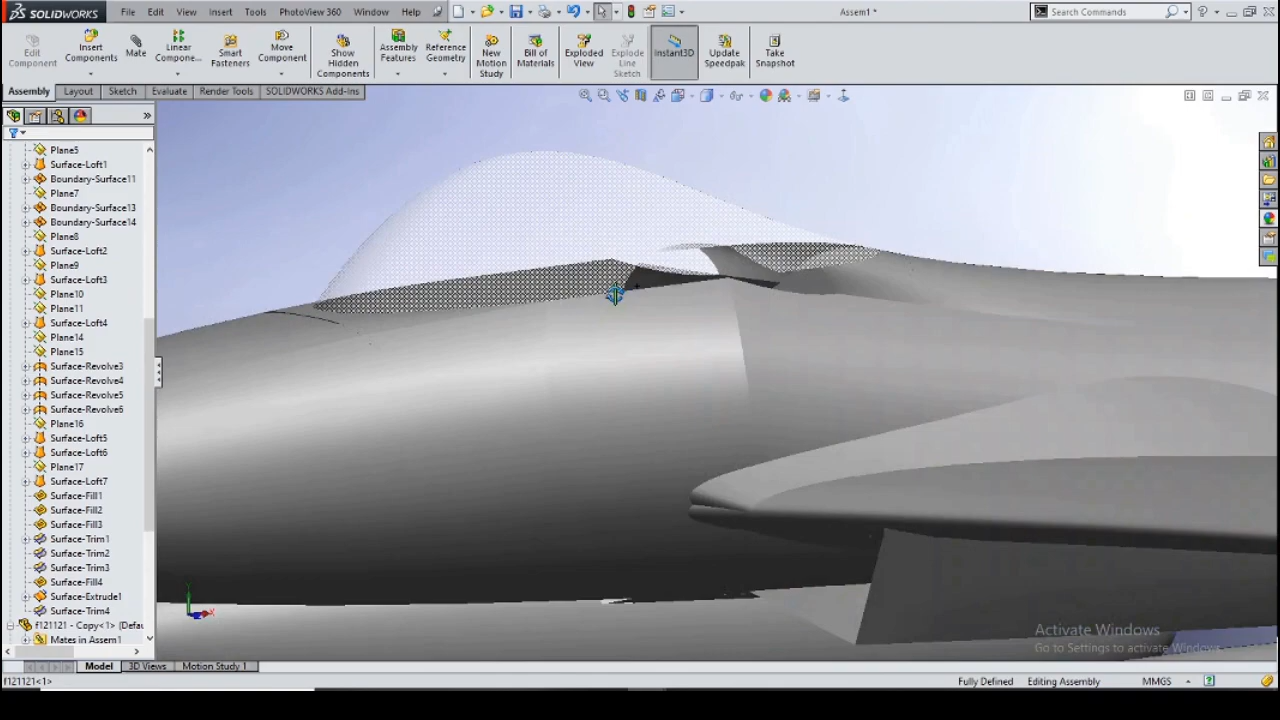 SOLIDWORKS File Edit View Insert Tools PhotoView 360 Window Help Assem1 * Search Commands
Edit Component
Insert Components
Mate
Linear Compone...
Smart Fasteners
Move Component
Show Hidden Components
Assembly Features
Reference Geometry
New Motion Study
Bill of Materials
Exploded View
Explode Line Sketch
Instant3D
Update Speedpak
Take Snapshot
Assembly Layout Sketch Evaluate Render Tools SOLIDWORKS Add-Ins
Plane5
Surface-Loft1
Boundary-Surface11
Plane7
Boundary-Surface13
Boundary-Surface14
Plane8
Surface-Loft2
Plane9
Surface-Loft3
Plane10
Plane11
Surface-Loft4
Plane14
Plane15
Surface-Revolve3
Surface-Revolve4
Surface-Revolve5
Surface-Revolve6
Plane16
Surface-Loft5
Surface-Loft6
Plane17
Surface-Loft7
Surface-Fill1
Surface-Fill2
Surface-Fill3
Surface-Trim1
Surface-Trim2
Surface-Trim3
Surface-Fill4
Surface-Extrude1
Surface-Trim4
f121121 - Copy<1> (Defau
Mates in Assem1
Y
X
Activate Windows
Go to Settings to activate Windows.
Model 3D Views Motion Study 1
f121121<1> Fully Defined Editing Assembly MMGS